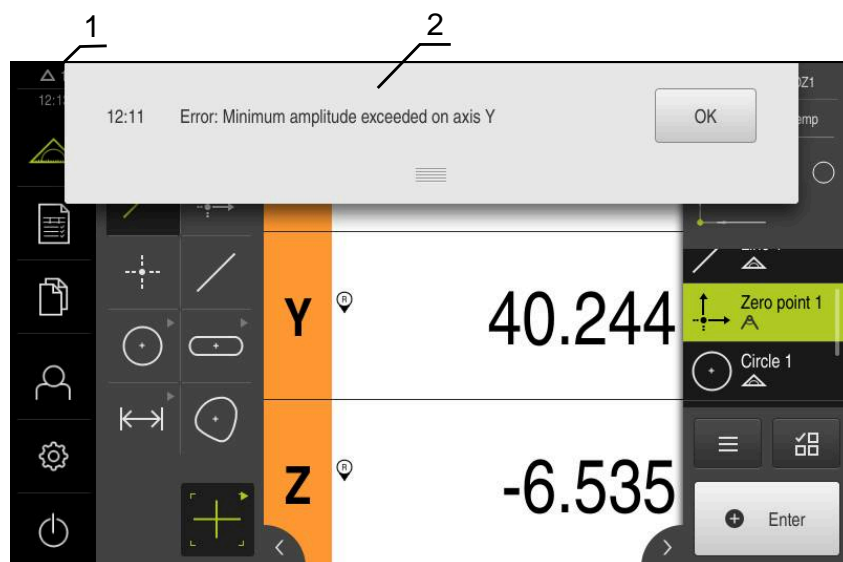 1
2
12:11 Error: Minimum amplitude exceeded on axis Y OK
Y R 40.244
Zero point 1
Circle 1
Z R -6.535
Enter